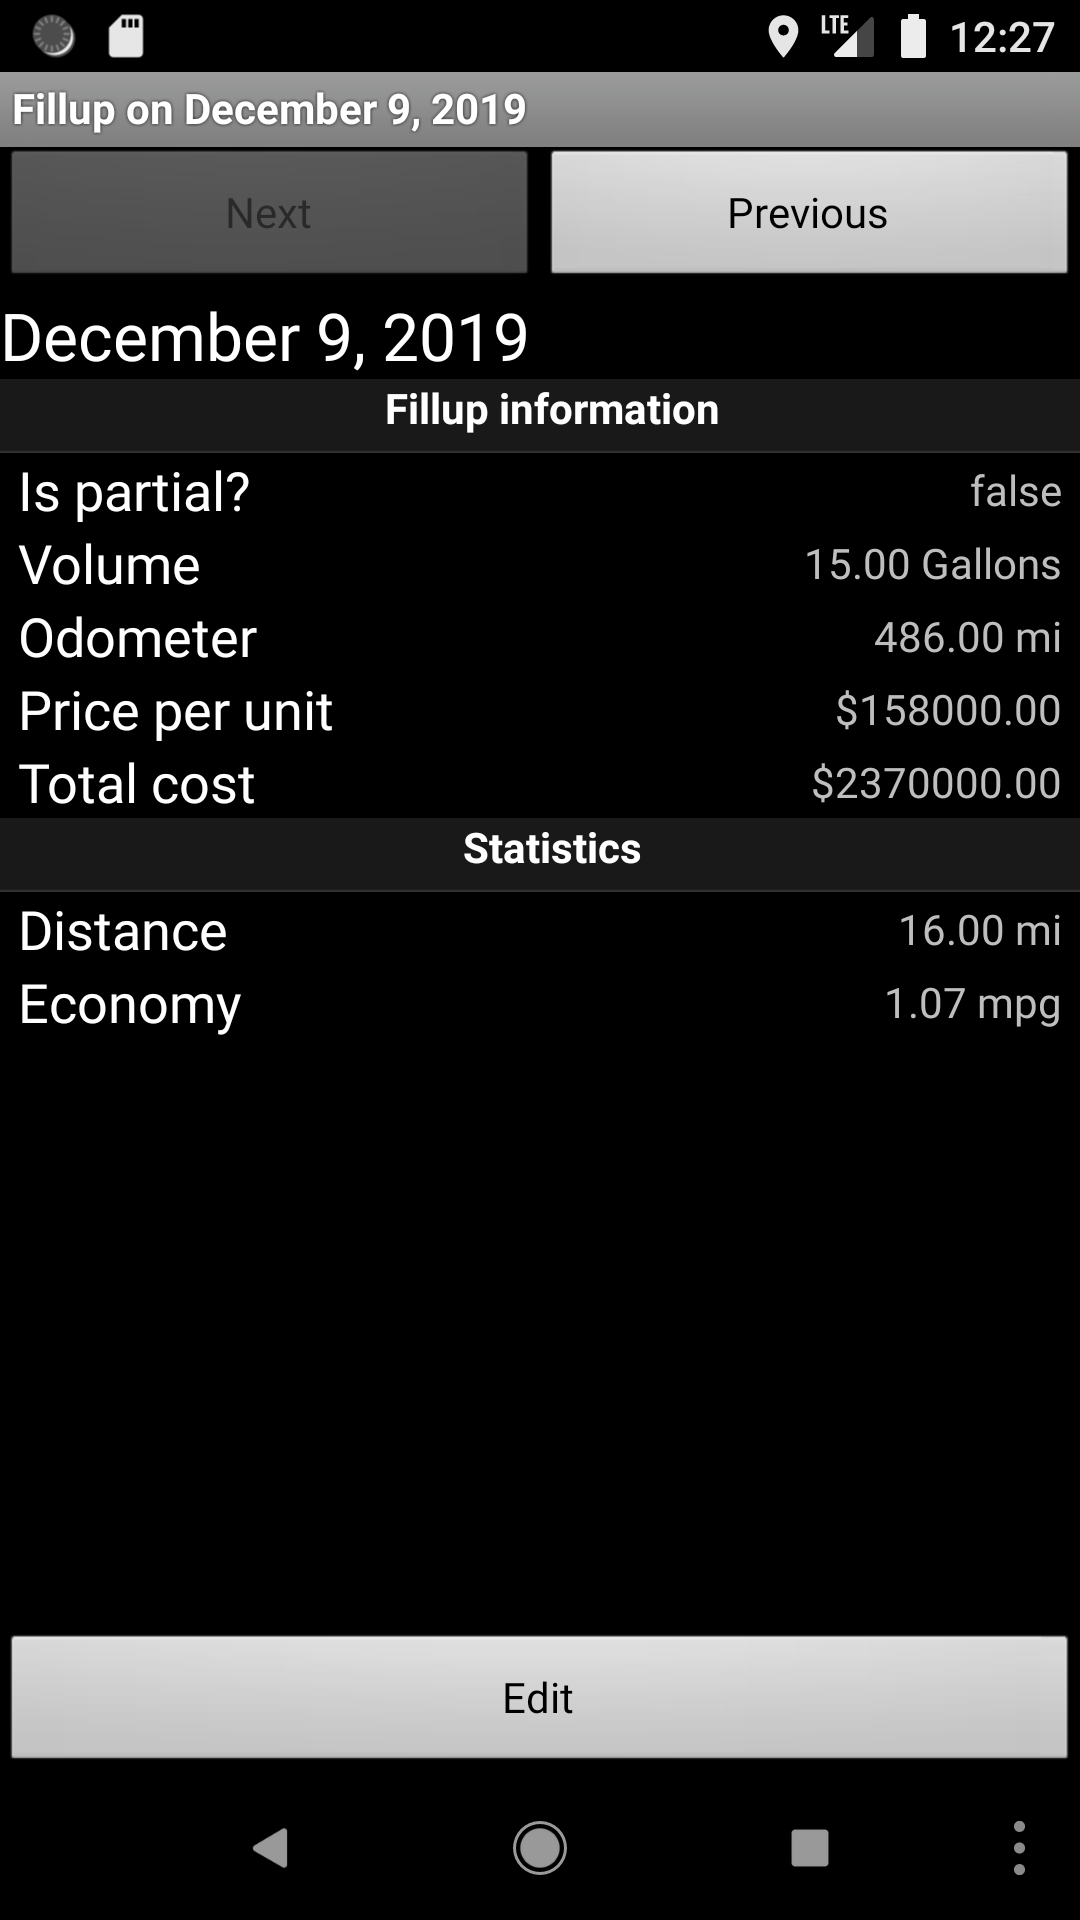 LTE 12:27
Fillup on December 9, 2019
Next Previous
December 9, 2019
Fillup information
Is partial? false
Volume 15.00 Gallons
Odometer 486.00 mi
Price per unit $158000.00
Total cost $2370000.00
Statistics
Distance 16.00 mi
Economy 1.07 mpg
Edit